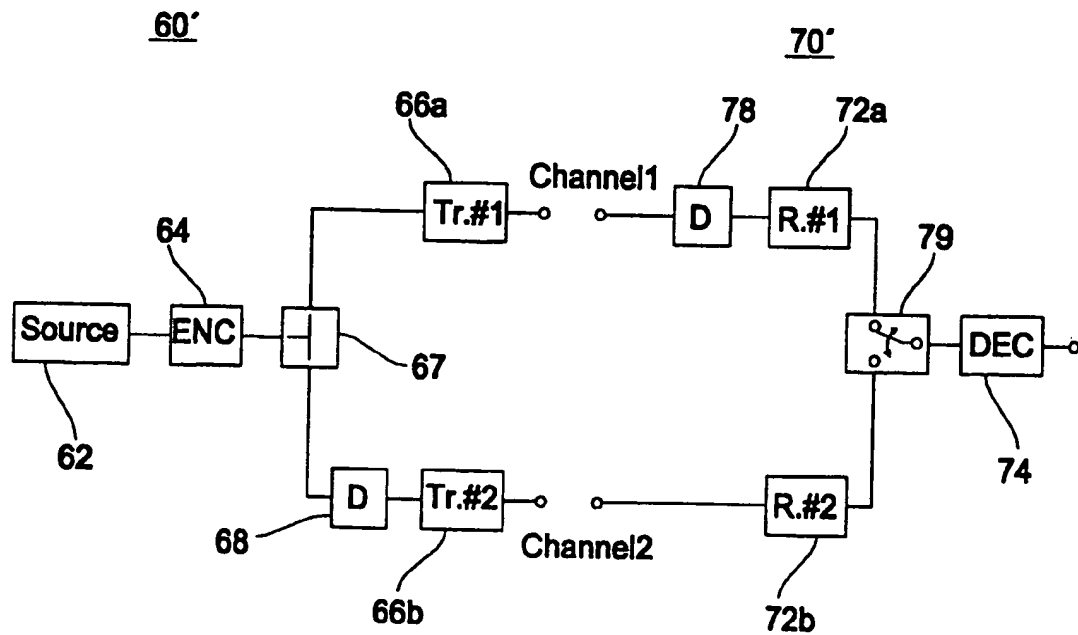 60´
70´
66a
78
72a
Channel1
Tr.#1
D
R.#1
64
79
Source
ENC
DEC
67
62
74
D
Tr.#2
R.#2
68
Channel2
66b
72b